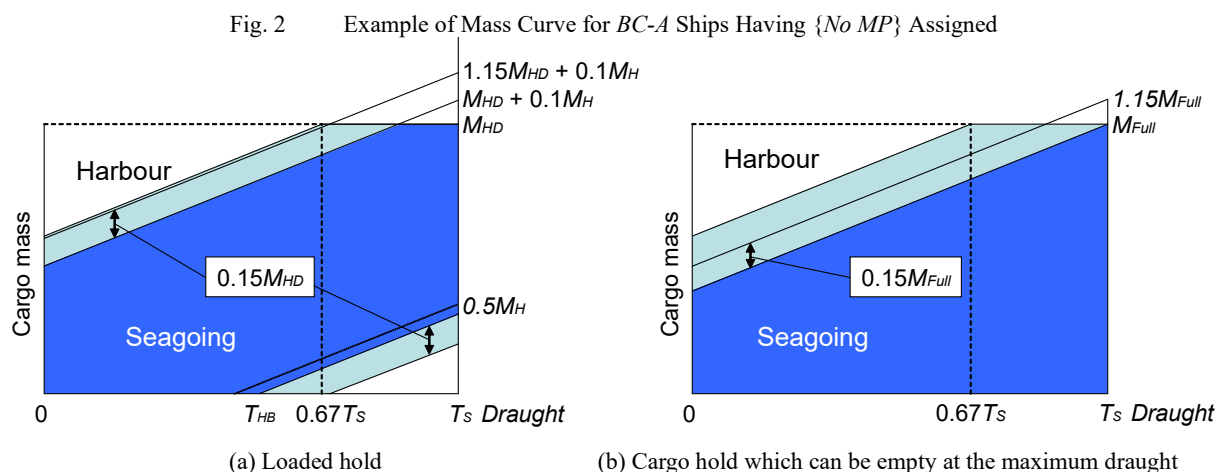 Fig. 2 Example of Mass Curve for BC-A Ships Having {No MP} Assigned
1.15MHD + 0.1MH
MHD + 0.1MH
MHD
Harbour
Cargo mass
0.15MHD
0.5MH
Seagoing
0 THB 0.67TS TS Draught
(a) Loaded hold
1.15MFull
MFull
Harbour
Cargo mass
0.15MFull
Seagoing
0 0.67TS TS Draught
(b) Cargo hold which can be empty at the maximum draught